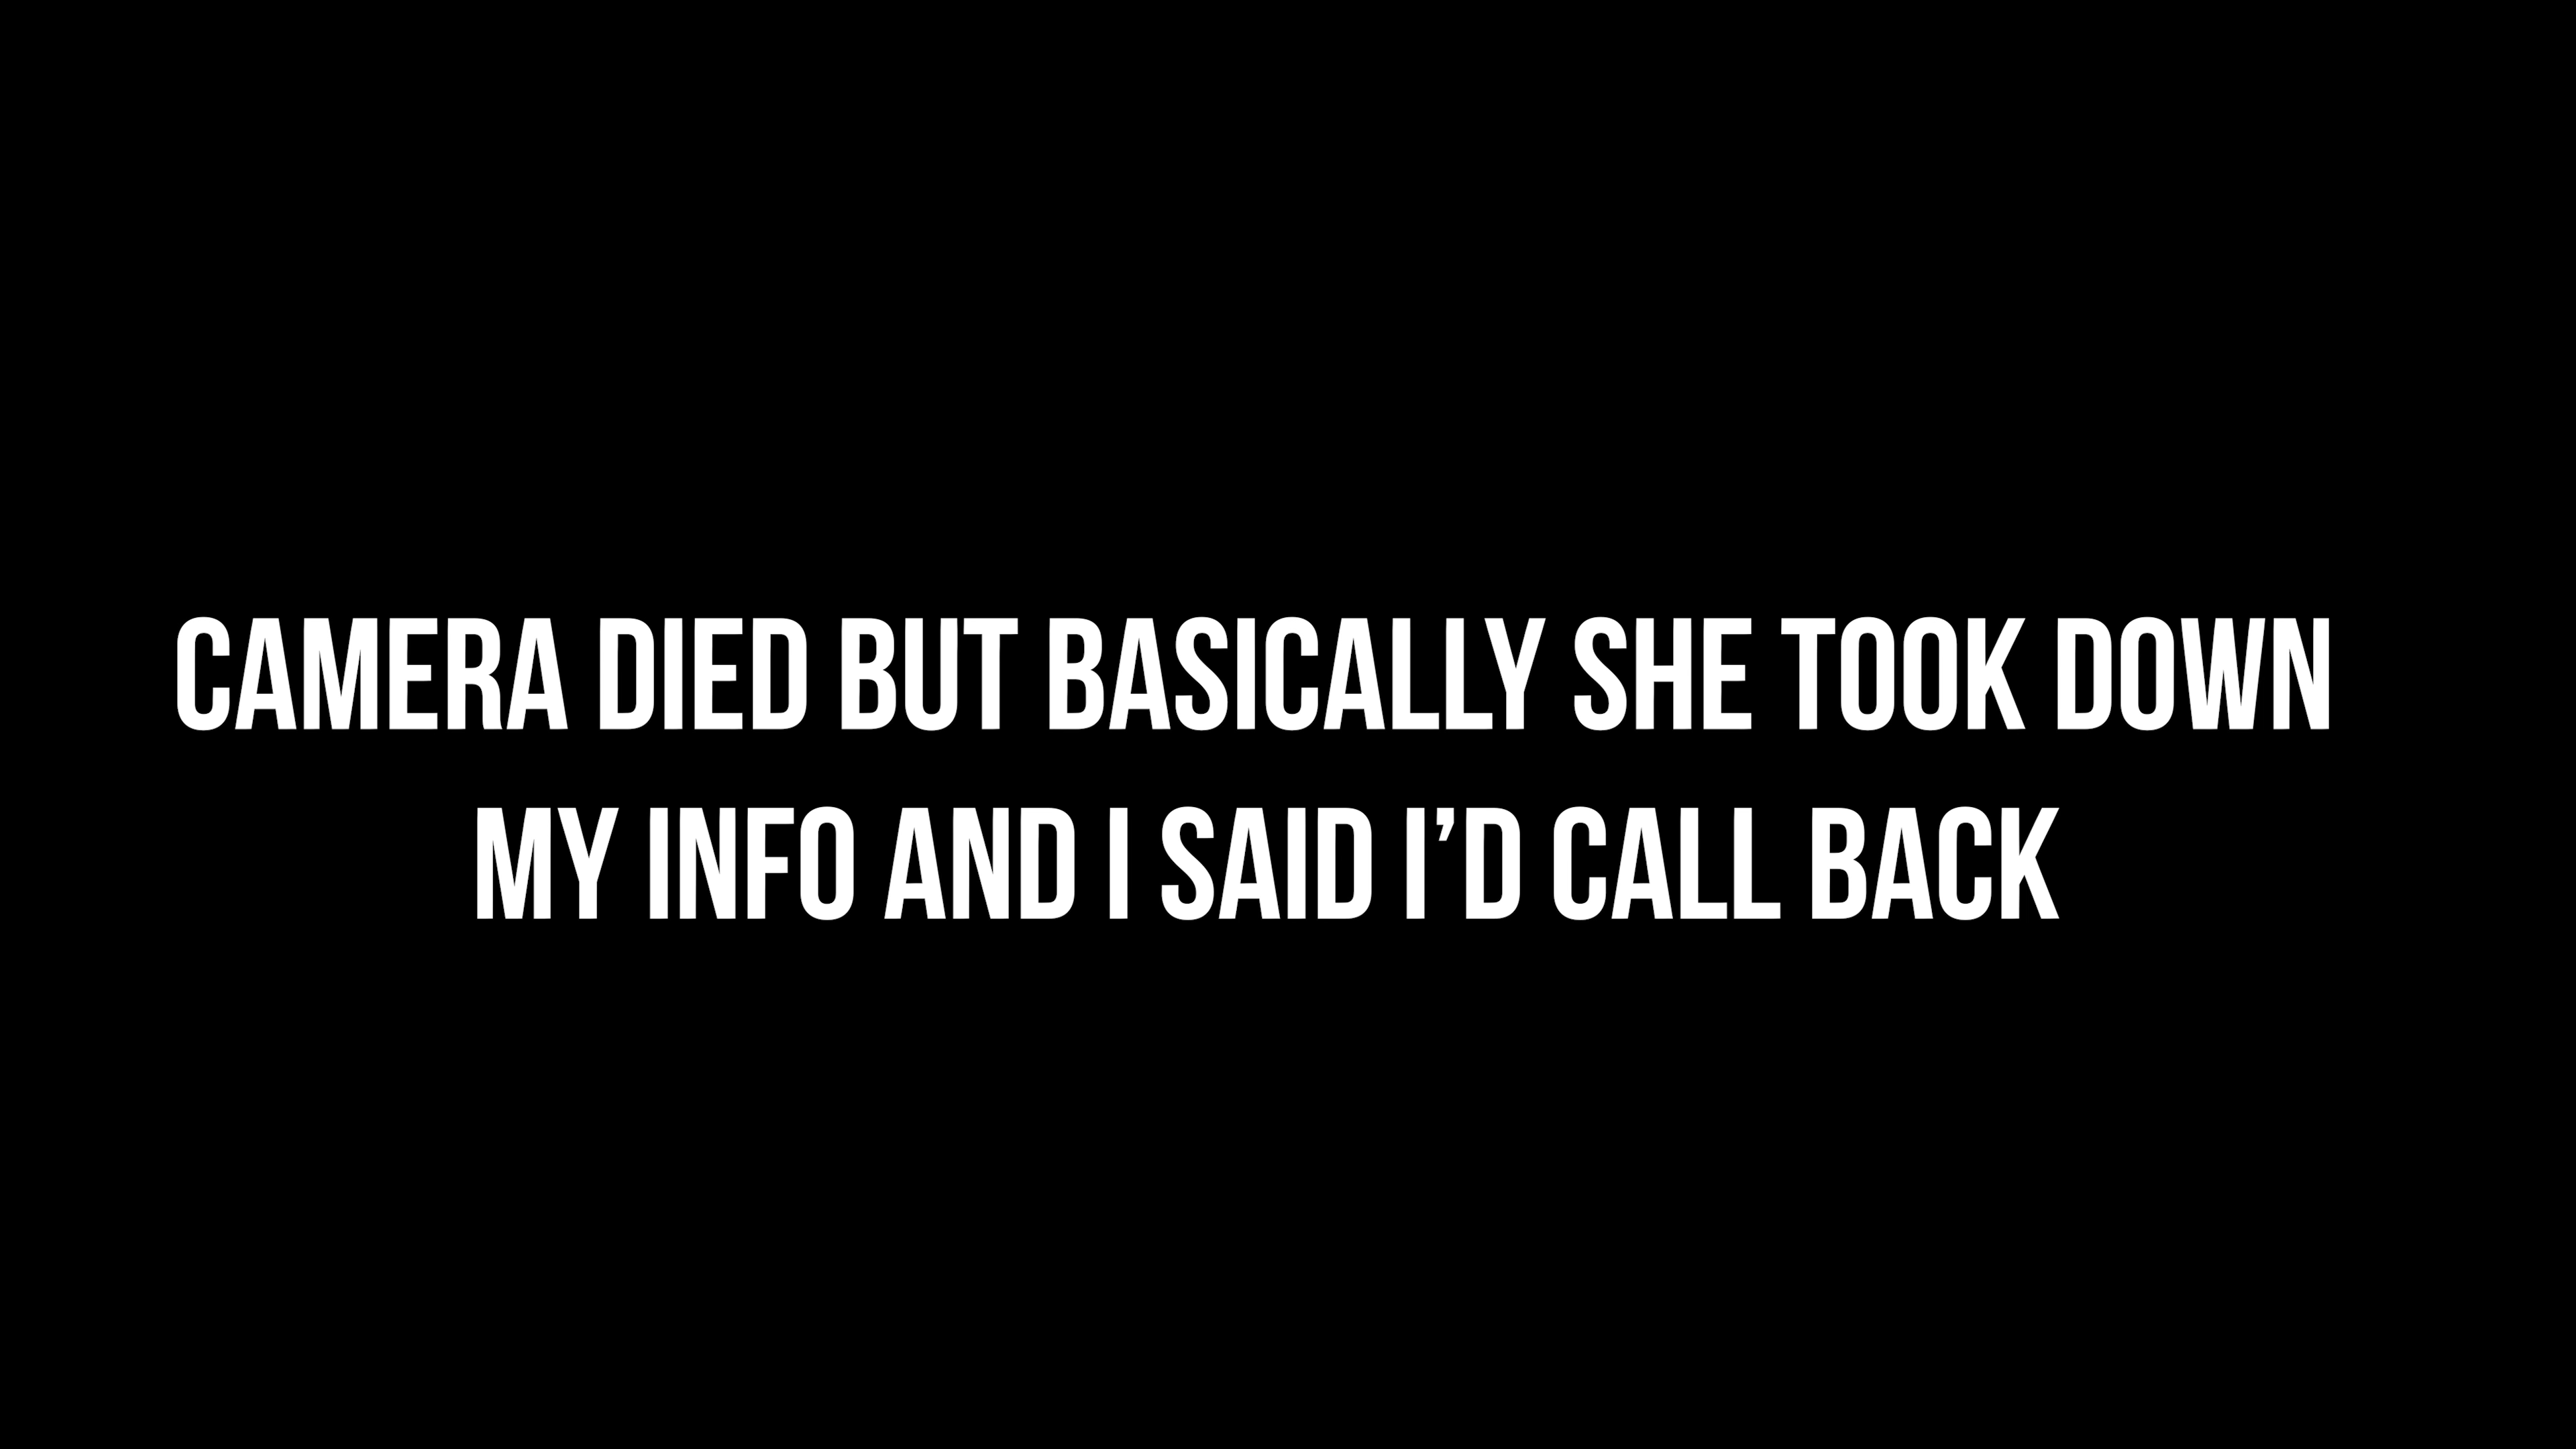 CAMERA DIED BUT BASICALLY SHE TOOK DOWN
MY INFO AND I SAID I’D CALL BACK